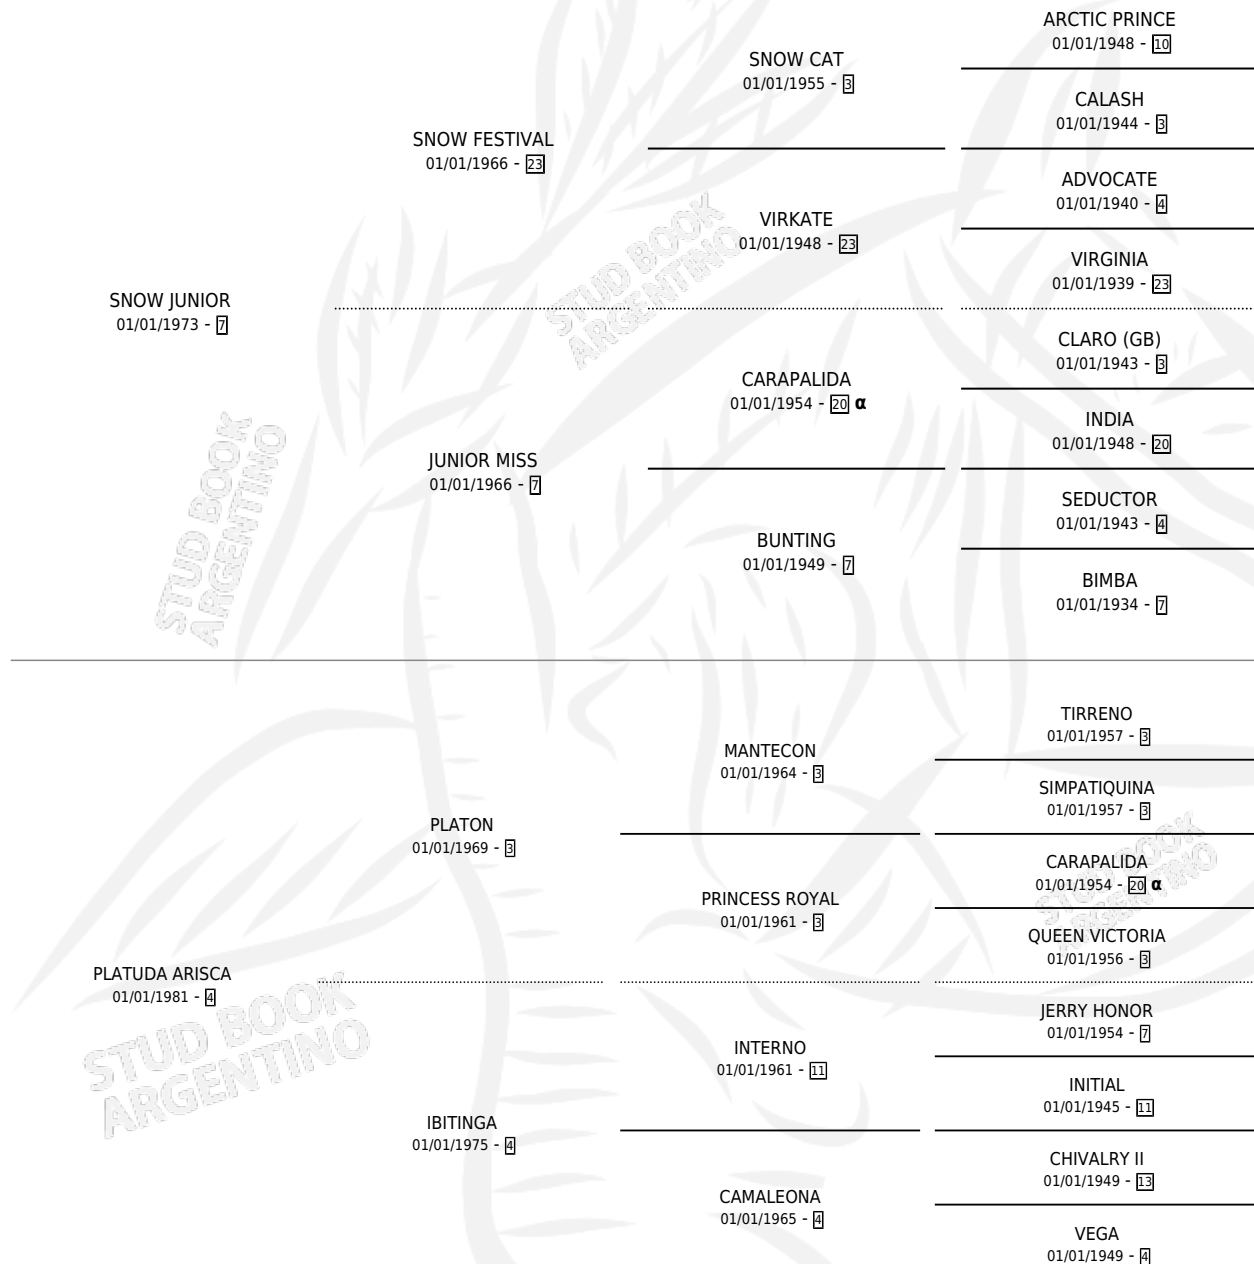 ARCTIC PRINCE
01/01/1948 - 10
SNOW CAT
01/01/1955 - 3
CALASH
01/01/1944 - 3
SNOW FESTIVAL
01/01/1966 - 23
ADVOCATE
01/01/1940 - 4
VIRKATE
01/01/1948 - 23
VIRGINIA
01/01/1939 - 23
SNOW JUNIOR
01/01/1973 - 7
CLARO (GB)
01/01/1943 - 3
CARAPALIDA
01/01/1954 - 20 α
INDIA
01/01/1948 - 20
JUNIOR MISS
01/01/1966 - 7
SEDUCTOR
01/01/1943 - 4
BUNTING
01/01/1949 - 7
BIMBA
01/01/1934 - 7
STUD BOOK
ARGENTINO
STUD BOOK
ARGENTINO
TIRRENO
01/01/1957 - 3
MANTECON
01/01/1964 - 3
SIMPATIQUINA
01/01/1957 - 3
PLATON
01/01/1969 - 3
CARAPALIDA
01/01/1954 - 20 α
PRINCESS ROYAL
01/01/1961 - 3
QUEEN VICTORIA
01/01/1956 - 3
STUD BOOK
ARGENTINO
PLATUDA ARISCA
01/01/1981 - 4
JERRY HONOR
01/01/1954 - 7
INTERNO
01/01/1961 - 11
INITIAL
01/01/1945 - 11
IBITINGA
01/01/1975 - 4
CHIVALRY II
01/01/1949 - 13
CAMALEONA
01/01/1965 - 4
VEGA
01/01/1949 - 4
STUD BOOK
ARGENTINO